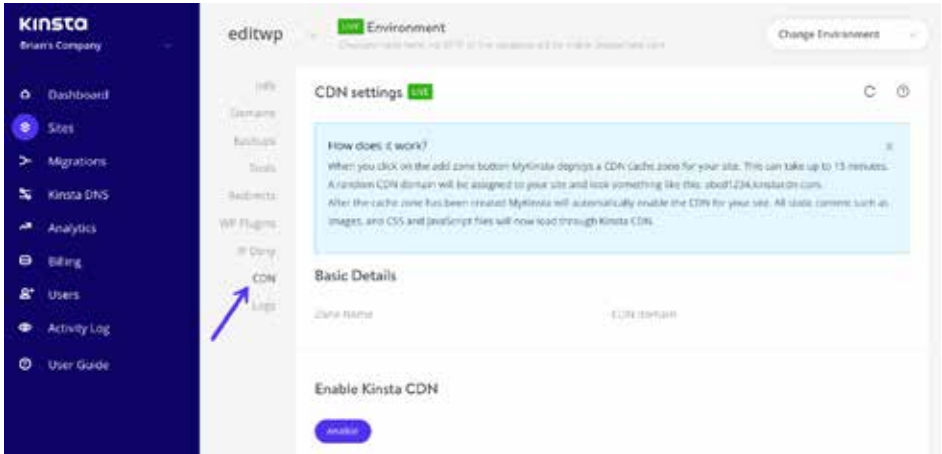 Kinsta
Brian's Company
Dashboard
Sites
Migrations
Kinsta DNS
Analytics
Billing
Users
Activity Log
User Guide
editwp
LIVE Environment
Change Environment
Info
Domains
Backups
Tools
Redirects
WP Plugins
IP Deny
CDN
Logs
CDN settings LIVE
How does it work?
When you click on the add zone button MyKinsta deploys a CDN cache zone for your site. This can take up to 15 minutes.
A random CDN domain will be assigned to your site and look something like this: abcd1234.kinstacdn.com.
After the cache zone has been created MyKinsta will automatically enable the CDN for your site. All static content such as
images, and CSS and JavaScript files will now load through Kinsta CDN.
Basic Details
Zone Name
CDN domain
Enable Kinsta CDN
Enable